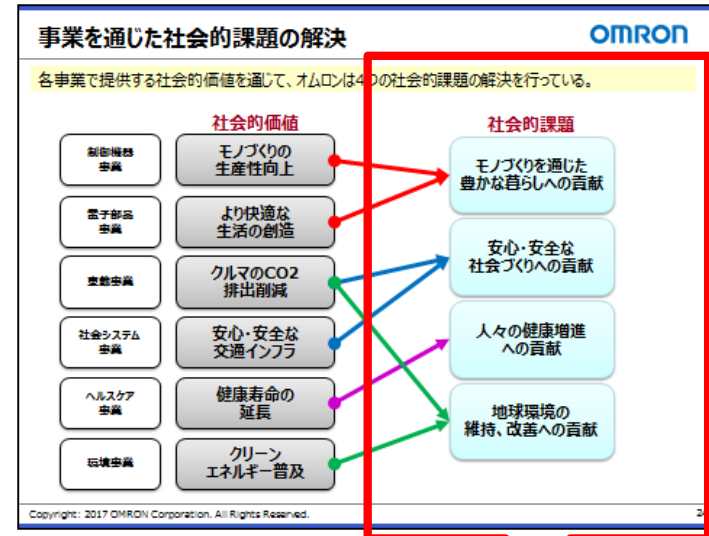 事業を通じた社会的課題の解決
OMRON
各事業で提供する社会的価値を通じて、オムロンは4つの社会的課題の解決を行っている。
社会的価値
社会的課題
制御機器
事業
モノづくりの
生産性向上
モノづくりを通じた
豊かな暮らしへの貢献
電子部品
事業
より快適な
生活の創造
安心・安全な
社会づくりへの貢献
車載事業
クルマのCO2
排出削減
社会システム
事業
安心・安全な
交通インフラ
人々の健康増進
への貢献
ヘルスケア
事業
健康寿命の
延長
地球環境の
維持、改善への貢献
環境事業
クリーン
エネルギー普及
Copyright: 2017 OMRON Corporation. All Rights Reserved.